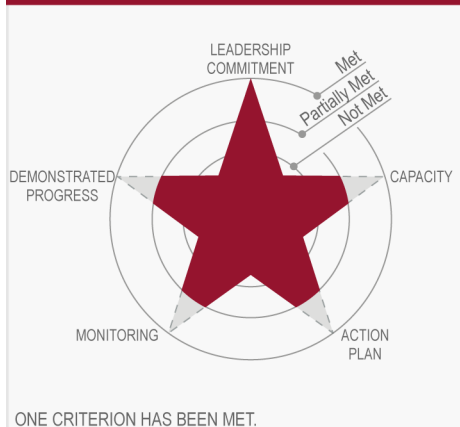 LEADERSHIP
COMMITMENT
Met
Partially Met
Not Met
DEMONSTRATED
PROGRESS
CAPACITY
MONITORING
ACTION
PLAN
ONE CRITERION HAS BEEN MET.